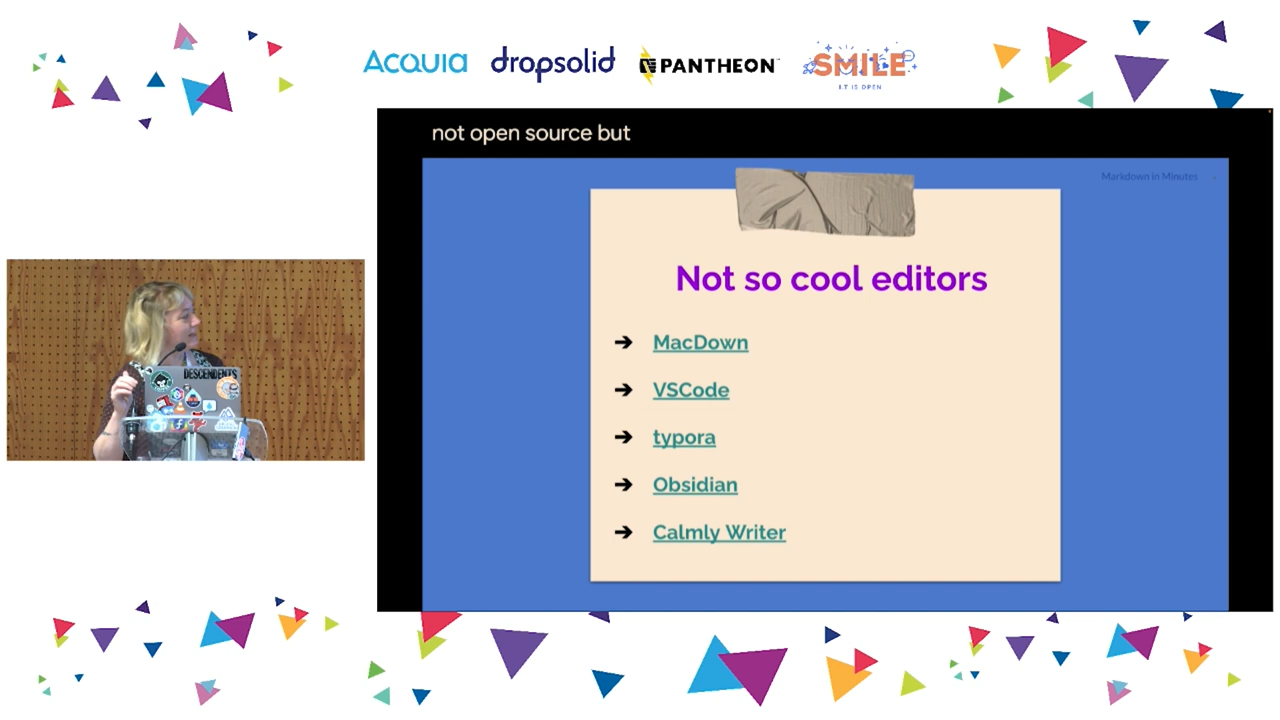 Acquia
dropsolid
PANTHEON
SMILE
IT IS OPEN
not open source but
Markdown in Minutes
Not so cool editors
➔ MacDown
➔ VSCode
➔ typora
➔ Obsidian
➔ Calmly Writer
DESCENDENTS